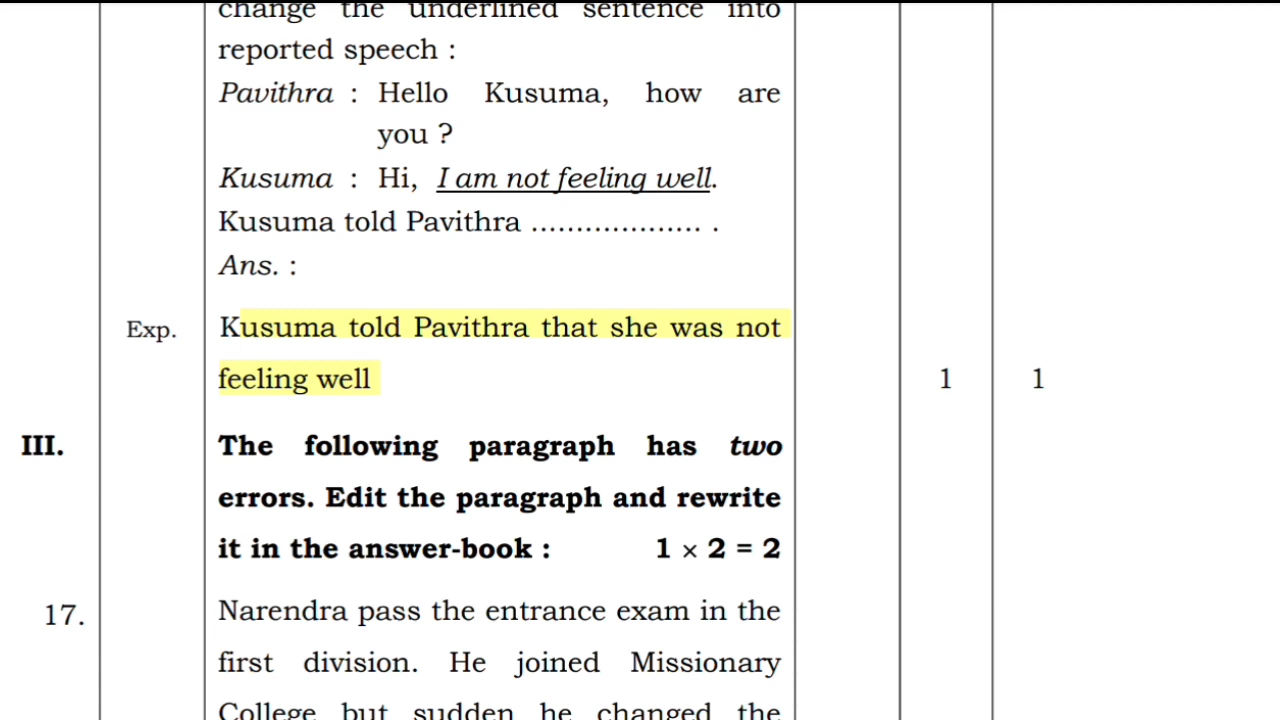 change the underlined sentence into
reported speech :
Pavithra : Hello Kusuma, how are
you ?
Kusuma : Hi, I am not feeling well.
Kusuma told Pavithra ................... .
Ans. :
Exp. Kusuma told Pavithra that she was not
feeling well 1 1
III. The following paragraph has two
errors. Edit the paragraph and rewrite
it in the answer-book : 1 × 2 = 2
17. Narendra pass the entrance exam in the
first division. He joined Missionary
College but sudden he changed the